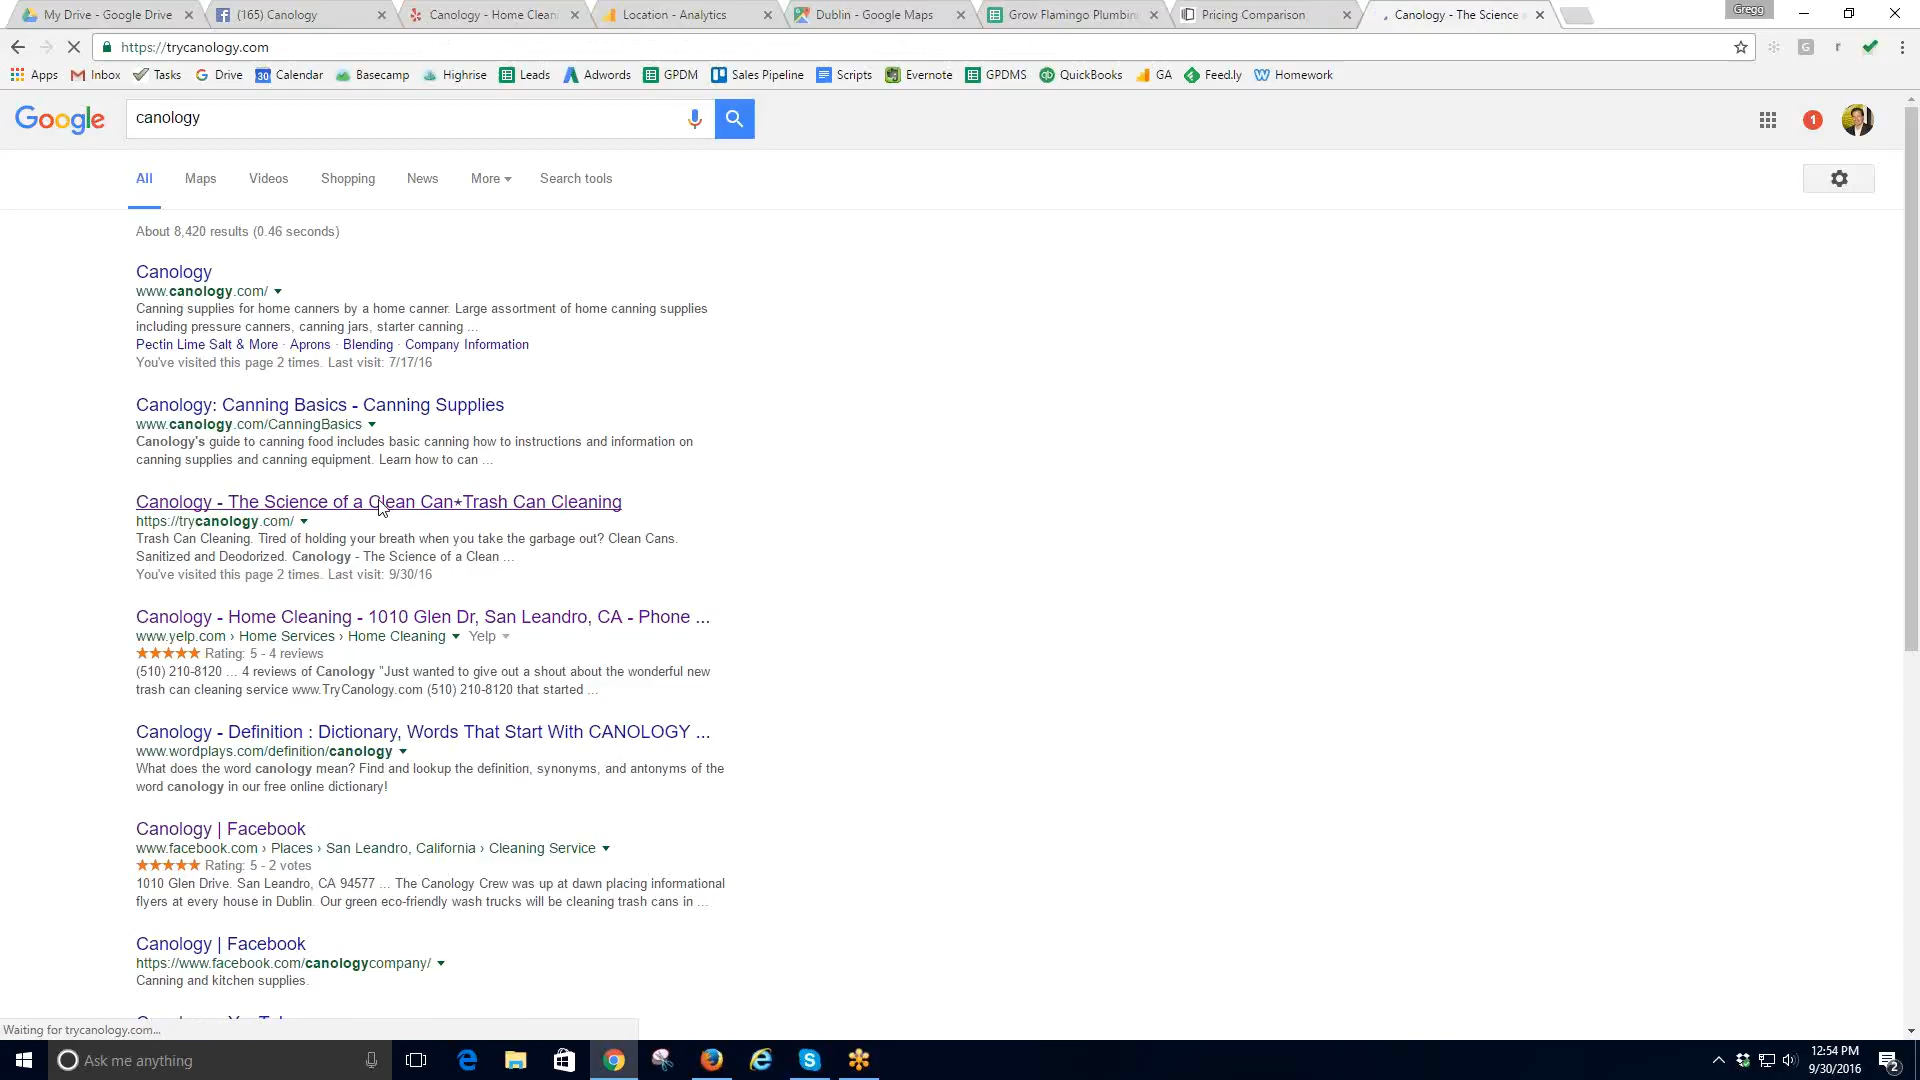 My Drive - Google Drive
(165) Canology
Canology - Home Clean
Location - Analytics
Dublin - Google Maps
Grow Flamingo Plumbin
Pricing Comparison
Canology - The Science
Gregg
https://trycanology.com
G
r
Apps
Inbox
Tasks
Drive
30 Calendar
Basecamp
Highrise
Leads
Adwords
GPDM
Sales Pipeline
Scripts
Evernote
GPDMS
QuickBooks
GA
Feed.ly
Homework
Google
canology
1
All
Maps
Videos
Shopping
News
More
Search tools
About 8,420 results (0.46 seconds)
Canology
www.canology.com/
Canning supplies for home canners by a home canner. Large assortment of home canning supplies
including pressure canners, canning jars, starter canning ...
Pectin Lime Salt & More · Aprons · Blending · Company Information
You've visited this page 2 times. Last visit: 7/17/16
Canology: Canning Basics - Canning Supplies
www.canology.com/CanningBasics
Canology's guide to canning food includes basic canning how to instructions and information on
canning supplies and canning equipment. Learn how to can ...
Canology - The Science of a Clean Can⋆Trash Can Cleaning
https://trycanology.com/
Trash Can Cleaning. Tired of holding your breath when you take the garbage out? Clean Cans.
Sanitized and Deodorized. Canology - The Science of a Clean ...
You've visited this page 2 times. Last visit: 9/30/16
Canology - Home Cleaning - 1010 Glen Dr, San Leandro, CA - Phone ...
www.yelp.com › Home Services › Home Cleaning Yelp
Rating: 5 - 4 reviews
(510) 210-8120 ... 4 reviews of Canology "Just wanted to give out a shout about the wonderful new
trash can cleaning service www.TryCanology.com (510) 210-8120 that started ...
Canology - Definition : Dictionary, Words That Start With CANOLOGY ...
www.wordplays.com/definition/canology
What does the word canology mean? Find and lookup the definition, synonyms, and antonyms of the
word canology in our free online dictionary!
Canology | Facebook
www.facebook.com › Places › San Leandro, California › Cleaning Service
Rating: 5 - 2 votes
1010 Glen Drive. San Leandro, CA 94577 ... The Canology Crew was up at dawn placing informational
flyers at every house in Dublin. Our green eco-friendly wash trucks will be cleaning trash cans in ...
Canology | Facebook
https://www.facebook.com/canologycompany/
Canning and kitchen supplies.
Waiting for trycanology.com...
Ask me anything
12:54 PM
9/30/2016
2